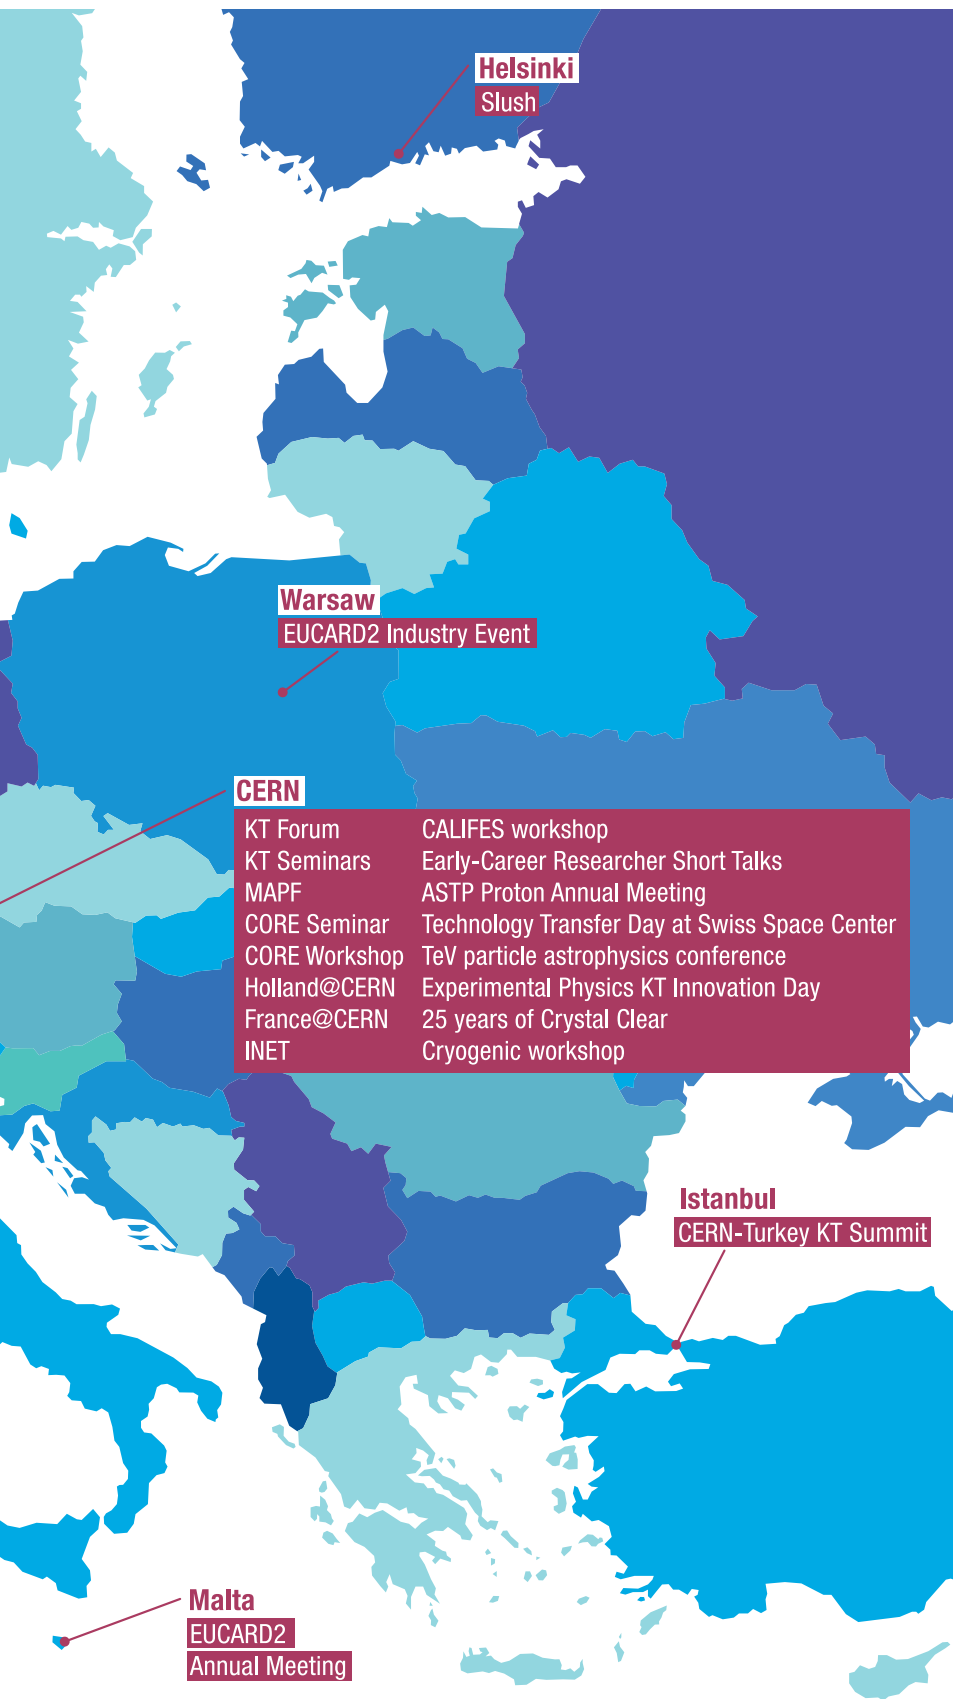 Helsinki
Slush
Warsaw
EUCARD2 Industry Event
CERN
KT Forum CALIFES workshop
KT Seminars Early-Career Researcher Short Talks
MAPF ASTP Proton Annual Meeting
CORE Seminar Technology Transfer Day at Swiss Space Center
CORE Workshop TeV particle astrophysics conference
Holland@CERN Experimental Physics KT Innovation Day
France@CERN 25 years of Crystal Clear
INET Cryogenic workshop
Istanbul
CERN-Turkey KT Summit
Malta
EUCARD2
Annual Meeting